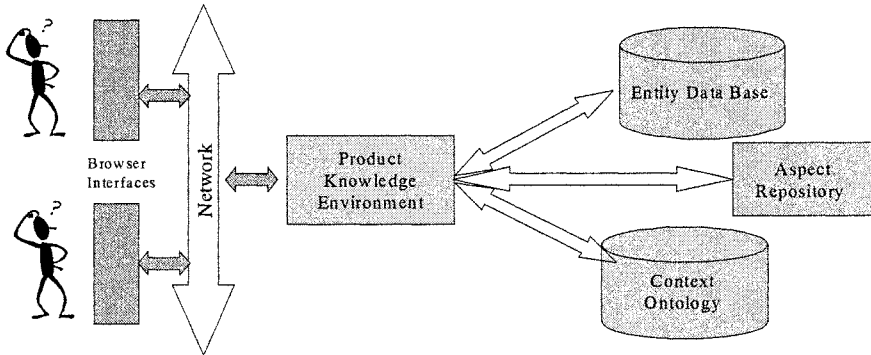 ?
Browser
Interfaces
?
Network
Product
Knowledge
Environment
Entity Data Base
Aspect
Repository
Context
Ontology